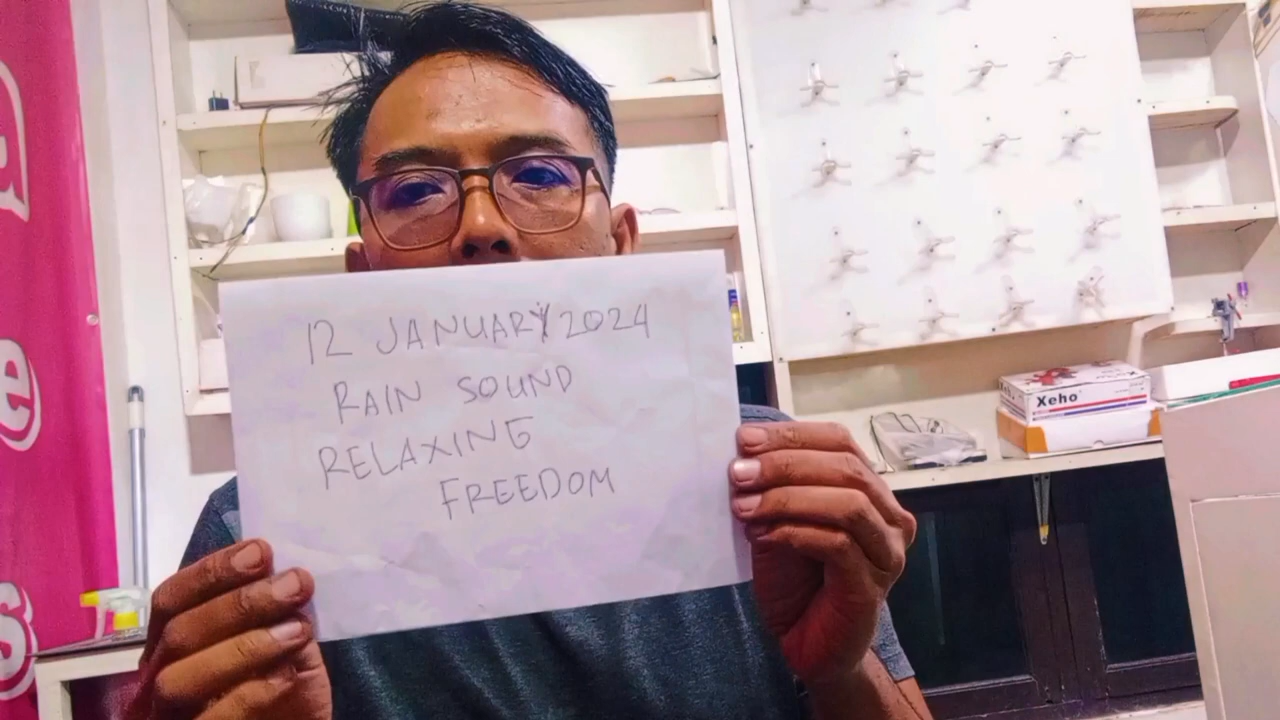 12 JANUARY 2024
RAIN SOUND
RELAXING
FREEDOM
Xeho
a
e
s